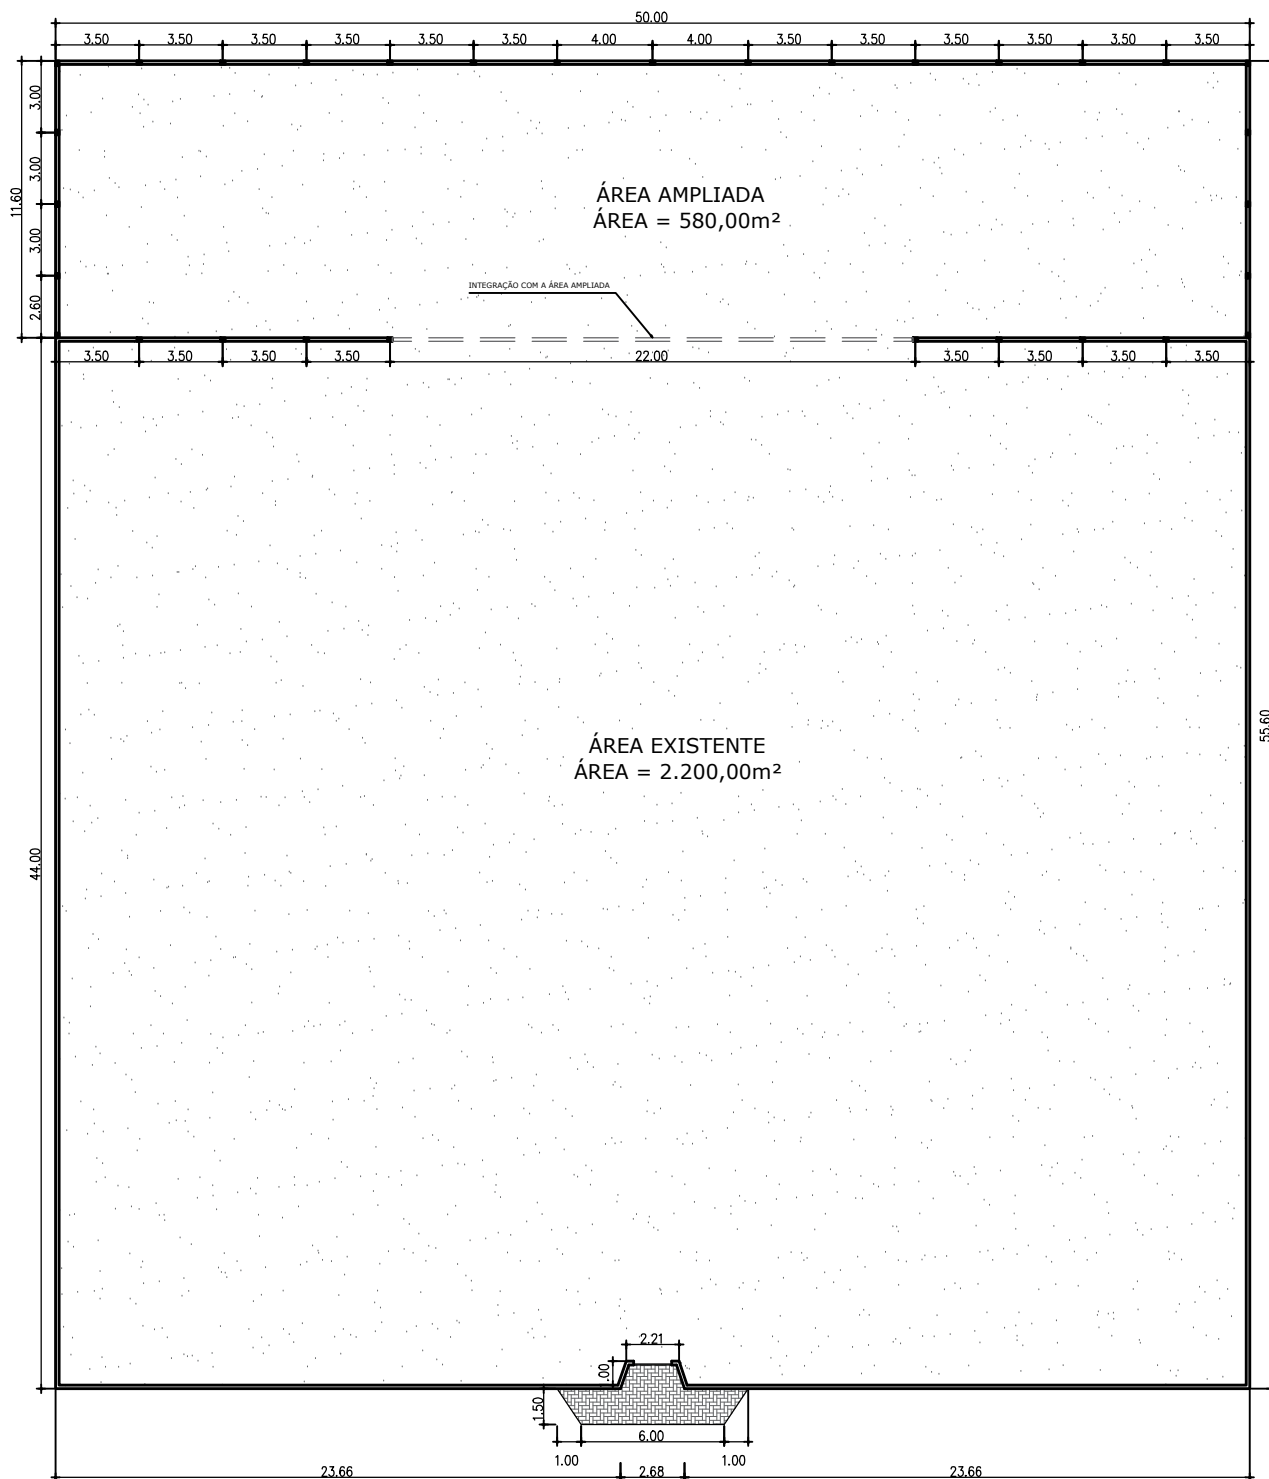 50.00
3.50 3.50 3.50 3.50 3.50 3.50 4.00 4.00 3.50 3.50 3.50 3.50 3.50 3.50
3.00
3.00
11.60
3.00
2.60
ÁREA AMPLIADA
ÁREA = 580,00m²
INTEGRAÇÃO COM A ÁREA AMPLIADA
3.50 3.50 3.50 3.50 22.00 3.50 3.50 3.50 3.50
55.60
ÁREA EXISTENTE
ÁREA = 2.200,00m²
44.00
2.21
.00
1.50
6.00
1.00 1.00
23.66 2.68 23.66